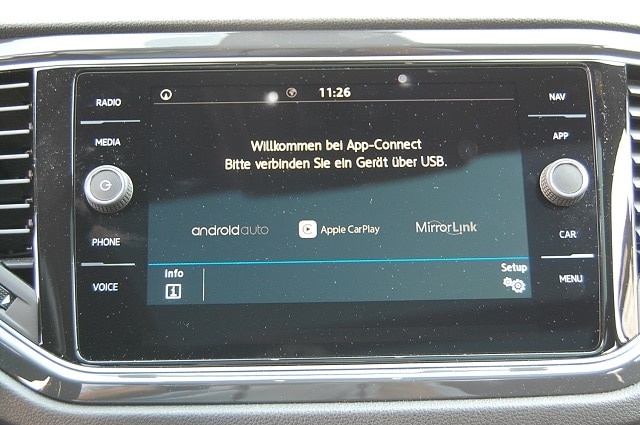 RADIO
MEDIA
PHONE
VOICE
11:26
Willkommen bei App-Connect
Bitte verbinden Sie ein Gerät über USB.
androidauto
Apple CarPlay
MirrorLink
Info
Setup
NAV
APP
CAR
MENU